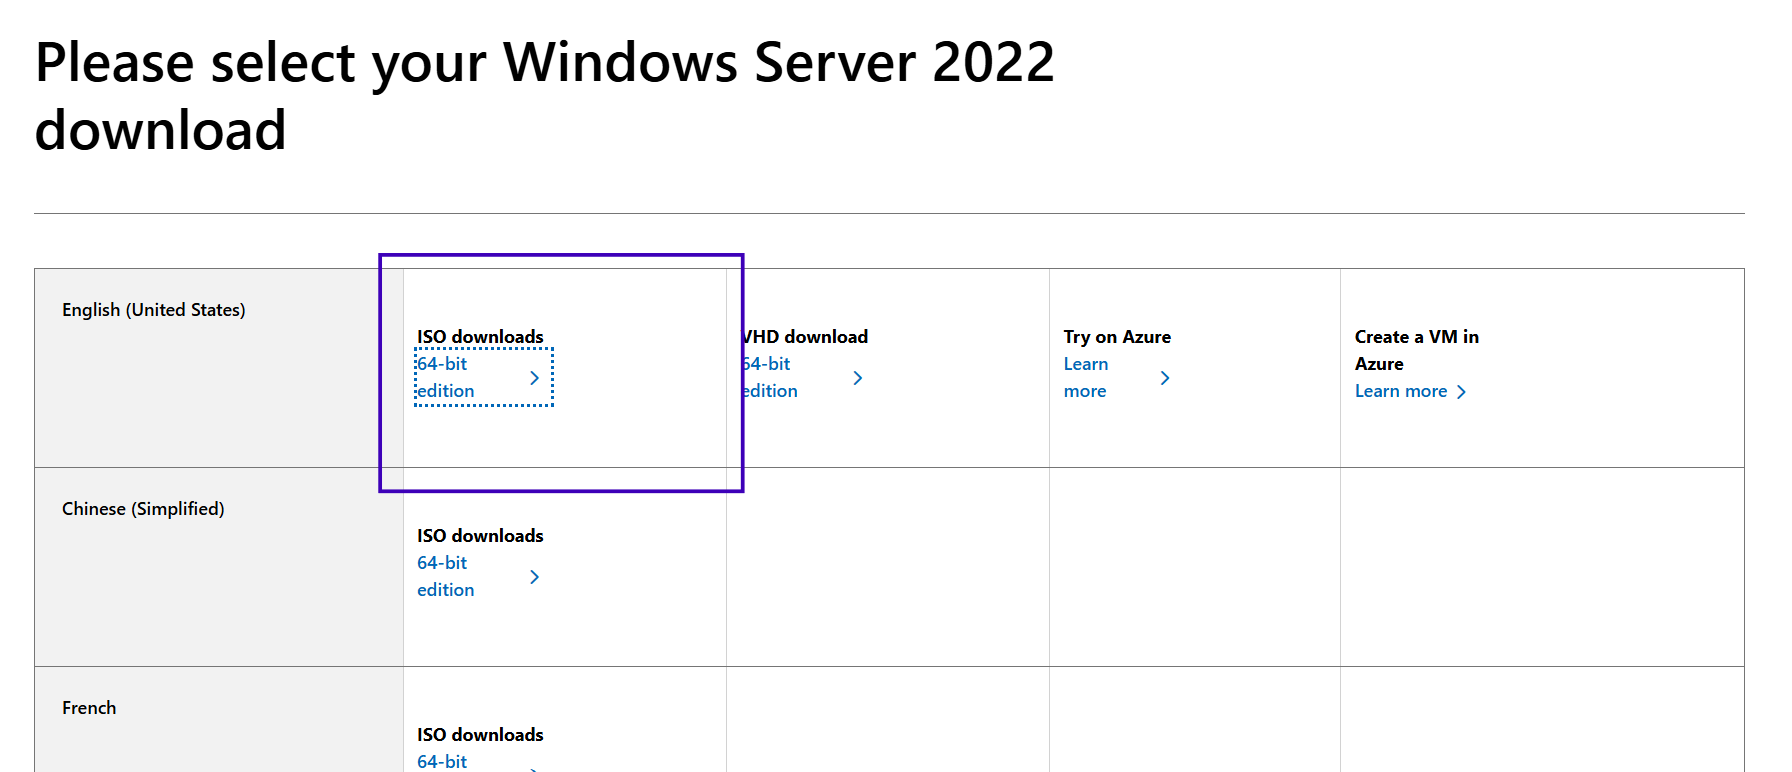 Please select your Windows Server 2022
download
English (United States)
ISO downloads
64-bit
edition
VHD download
64-bit
edition
Try on Azure
Learn
more
Create a VM in
Azure
Learn more
Chinese (Simplified)
ISO downloads
64-bit
edition
French
ISO downloads
64-bit